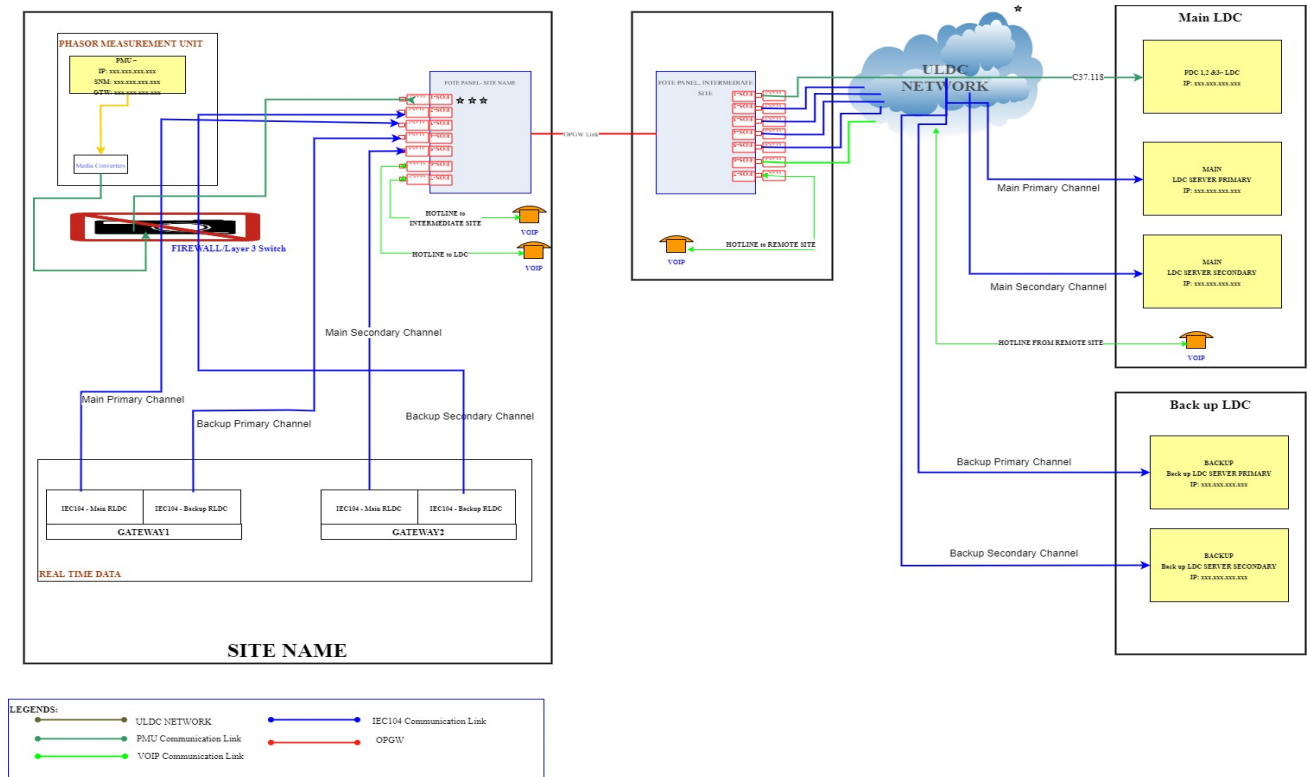 PHASOR MEASUREMENT UNIT
PMU –
IP: xxx.xxx.xxx.xxx
SNM: xxx.xxx.xxx.xxx
GTW: xxx.xxx.xxx.xxx
Media Converters
FIREWALL/Layer 3 Switch
FOTE PANEL- SITE NAME
HOTLINE to
INTERMEDIATE SITE
VOIP
HOTLINE to LDC
VOIP
Main Primary Channel
Backup Primary Channel
Main Secondary Channel
Backup Secondary Channel
IEC104 - Main RLDC
IEC104 - Backup RLDC
GATEWAY1
IEC104 - Main RLDC
IEC104 - Backup RLDC
GATEWAY2
REAL TIME DATA
SITE NAME
OPGW Link
FOTE PANEL, INTERMEDIATE
SITE
HOTLINE to REMOTE SITE
VOIP
ULDC
NETWORK
C37.118
Main LDC
PDC 1,2 &3– LDC
IP: xxx.xxx.xxx.xxx
Main Primary Channel
MAIN
LDC SERVER PRIMARY
IP: xxx.xxx.xxx.xxx
Main Secondary Channel
MAIN
LDC SERVER SECONDARY
IP: xxx.xxx.xxx.xxx
HOTLINE FROM REMOTE SITE
VOIP
Back up LDC
Backup Primary Channel
BACKUP
Back up LDC SERVER PRIMARY
IP: xxx.xxx.xxx.xxx
Backup Secondary Channel
BACKUP
Back up LDC SERVER SECONDARY
IP: xxx.xxx.xxx.xxx
LEGENDS:
ULDC NETWORK
PMU Communication Link
VOIP Communication Link
IEC104 Communication Link
OPGW